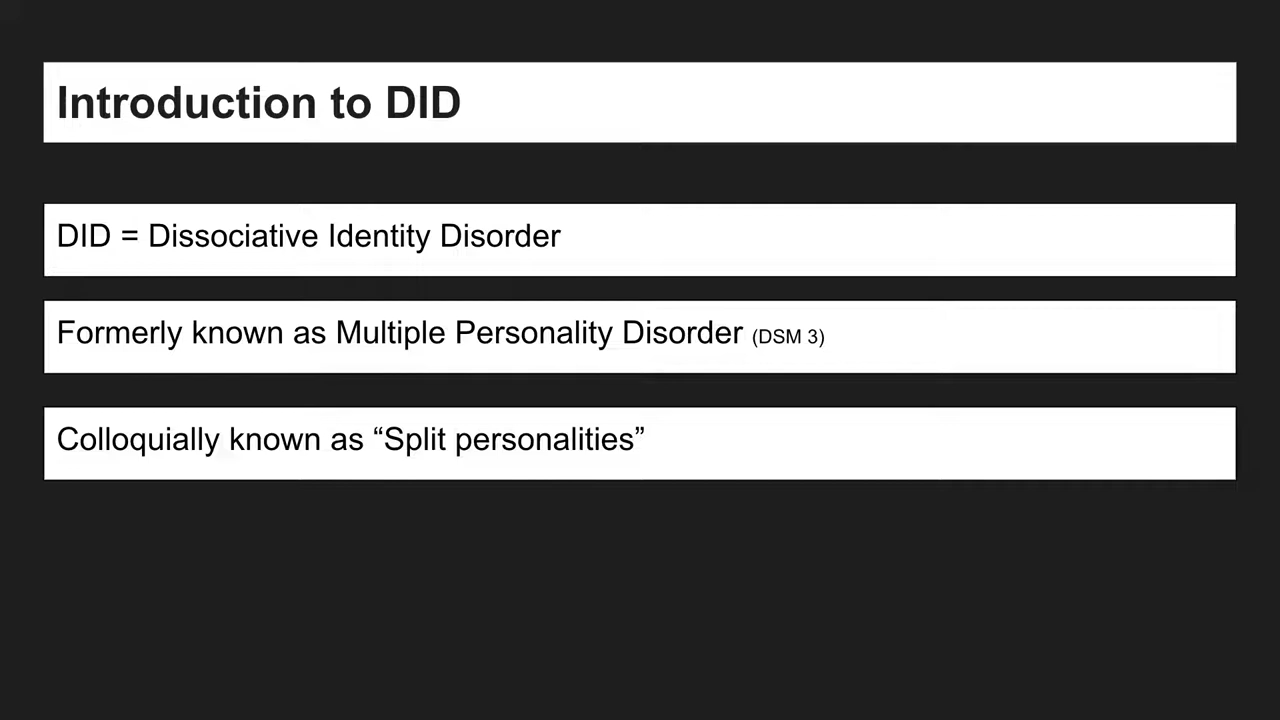 Introduction to DID
DID = Dissociative Identity Disorder
Formerly known as Multiple Personality Disorder (DSM 3)
Colloquially known as “Split personalities”